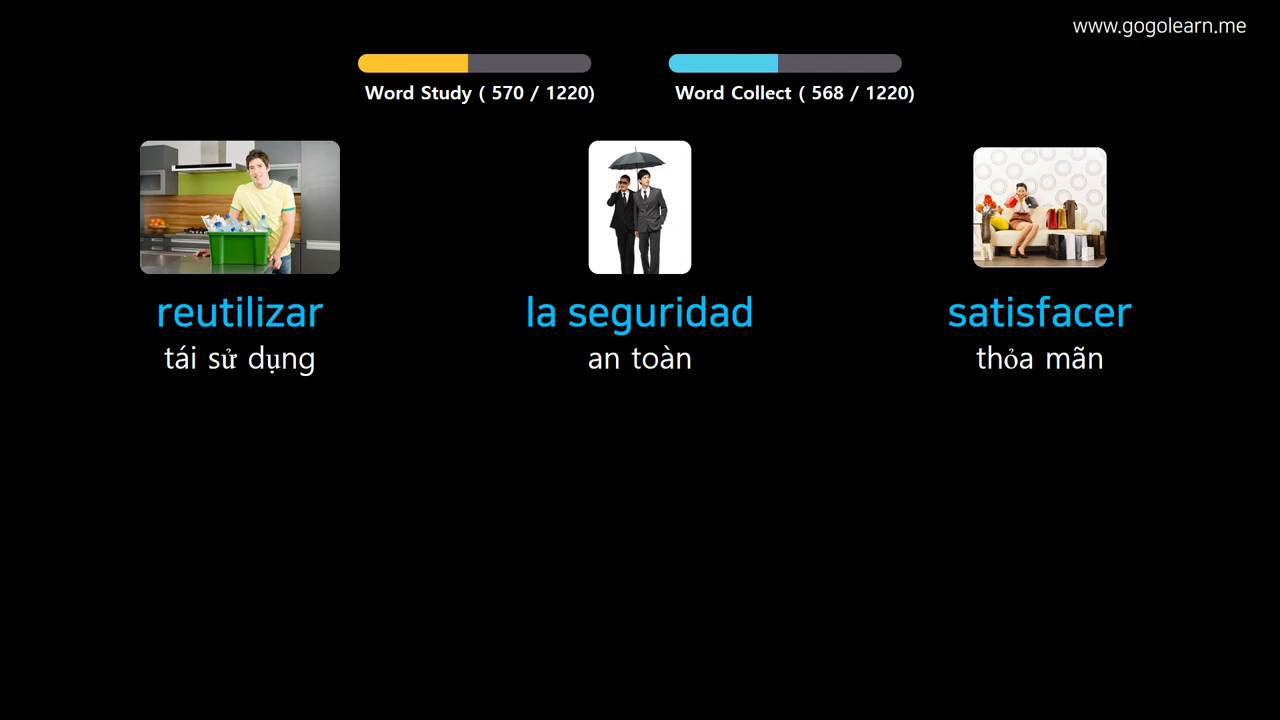 www.gogolearn.me
Word Study ( 570 / 1220)
Word Collect ( 568 / 1220)
reutilizar
tái sử dụng
la seguridad
an toàn
satisfacer
thỏa mãn